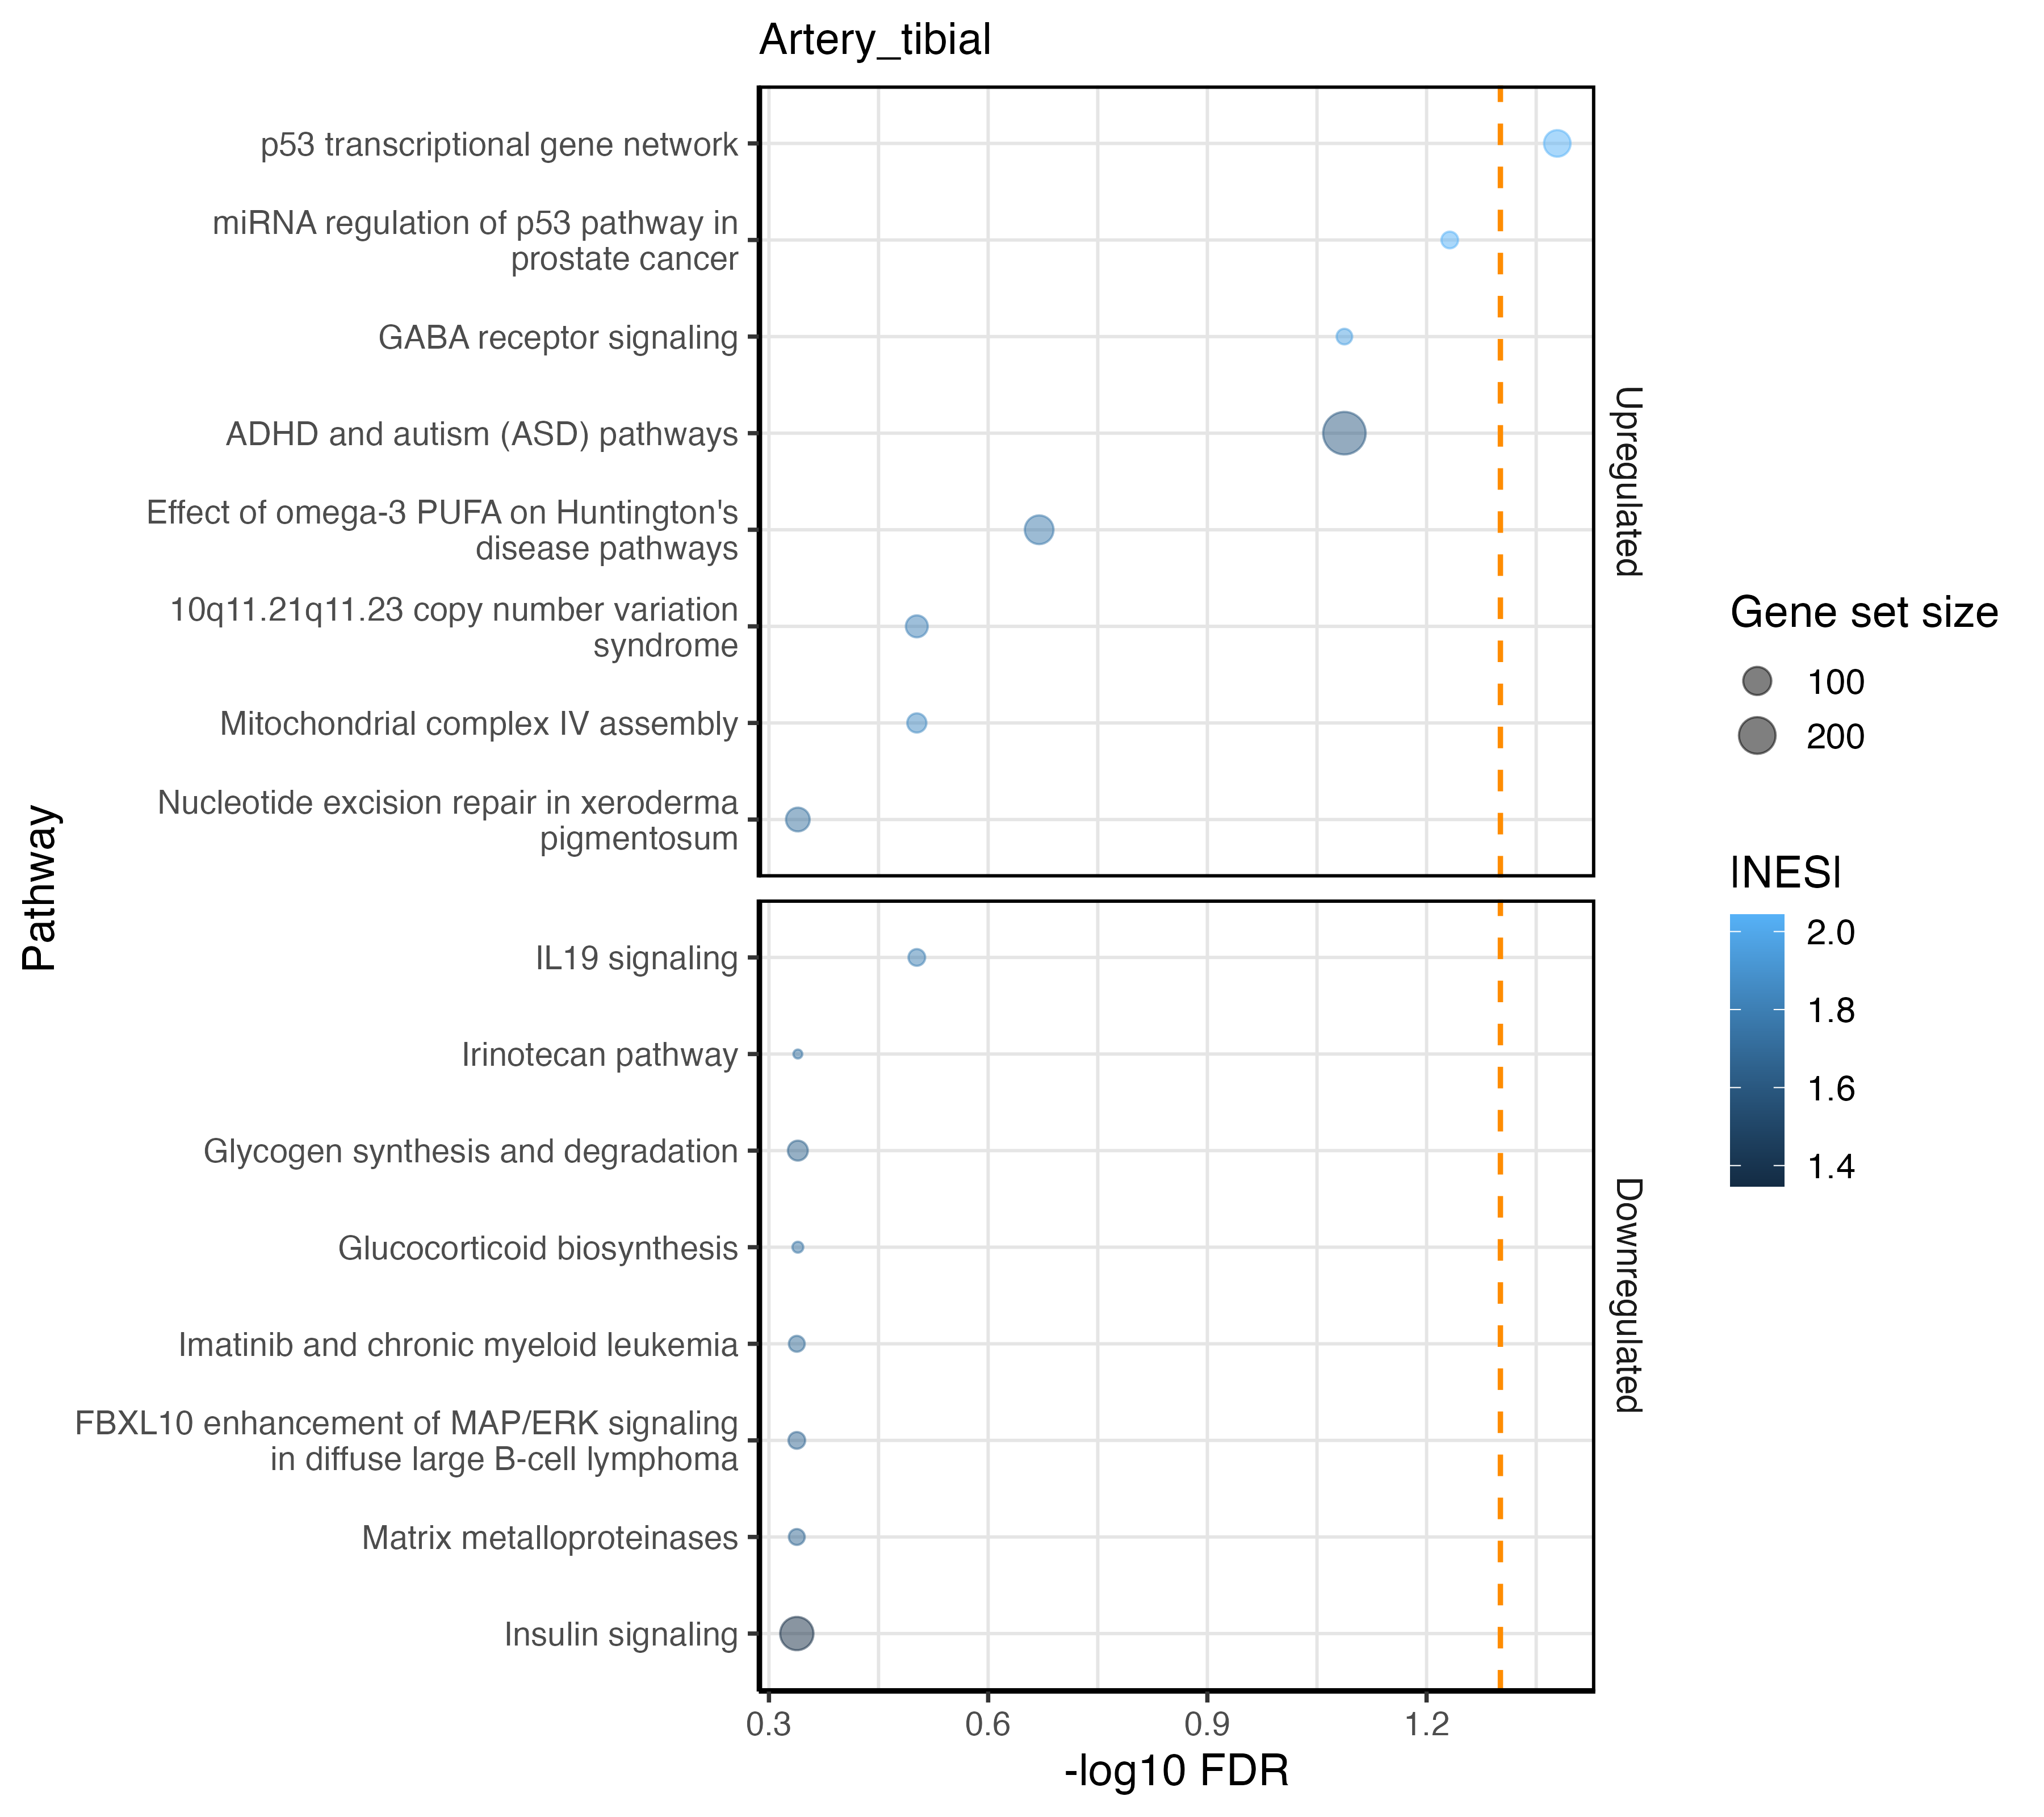 Artery_tibial
p53 transcriptional gene network
miRNA regulation of p53 pathway in
prostate cancer
GABA receptor signaling
ADHD and autism (ASD) pathways
Effect of omega-3 PUFA on Huntington's
disease pathways
10q11.21q11.23 copy number variation
syndrome
Mitochondrial complex IV assembly
Nucleotide excision repair in xeroderma
pigmentosum
Upregulated
IL19 signaling
Irinotecan pathway
Glycogen synthesis and degradation
Glucocorticoid biosynthesis
Imatinib and chronic myeloid leukemia
FBXL10 enhancement of MAP/ERK signaling
in diffuse large B-cell lymphoma
Matrix metalloproteinases
Insulin signaling
Downregulated
Pathway
0.3
0.6
0.9
1.2
-log10 FDR
Gene set size
100
200
|NES|
2.0
1.8
1.6
1.4